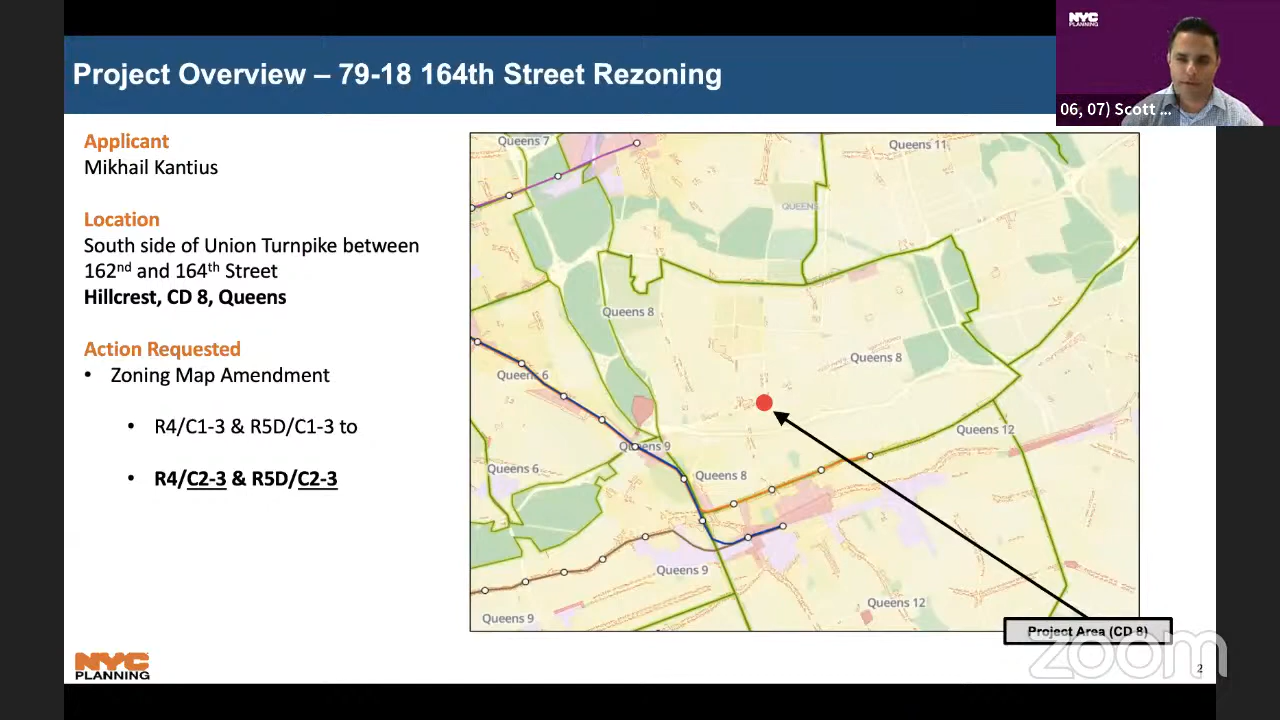 NYC
PLANNING
06, 07) Scott ...
Project Overview – 79-18 164th Street Rezoning
Applicant
Mikhail Kantius
Location
South side of Union Turnpike between
162nd and 164th Street
Hillcrest, CD 8, Queens
Action Requested
• Zoning Map Amendment
• R4/C1-3 & R5D/C1-3 to
• R4/C2-3 & R5D/C2-3
Queens 7
Queens 11
QUEENS
Queens 8
Queens 8
Queens 6
Queens 12
Queens 9
Queens 6
Queens 8
Queens 9
Queens 12
Queens 9
Project Area (CD 8)
zoom
NYC
PLANNING
2